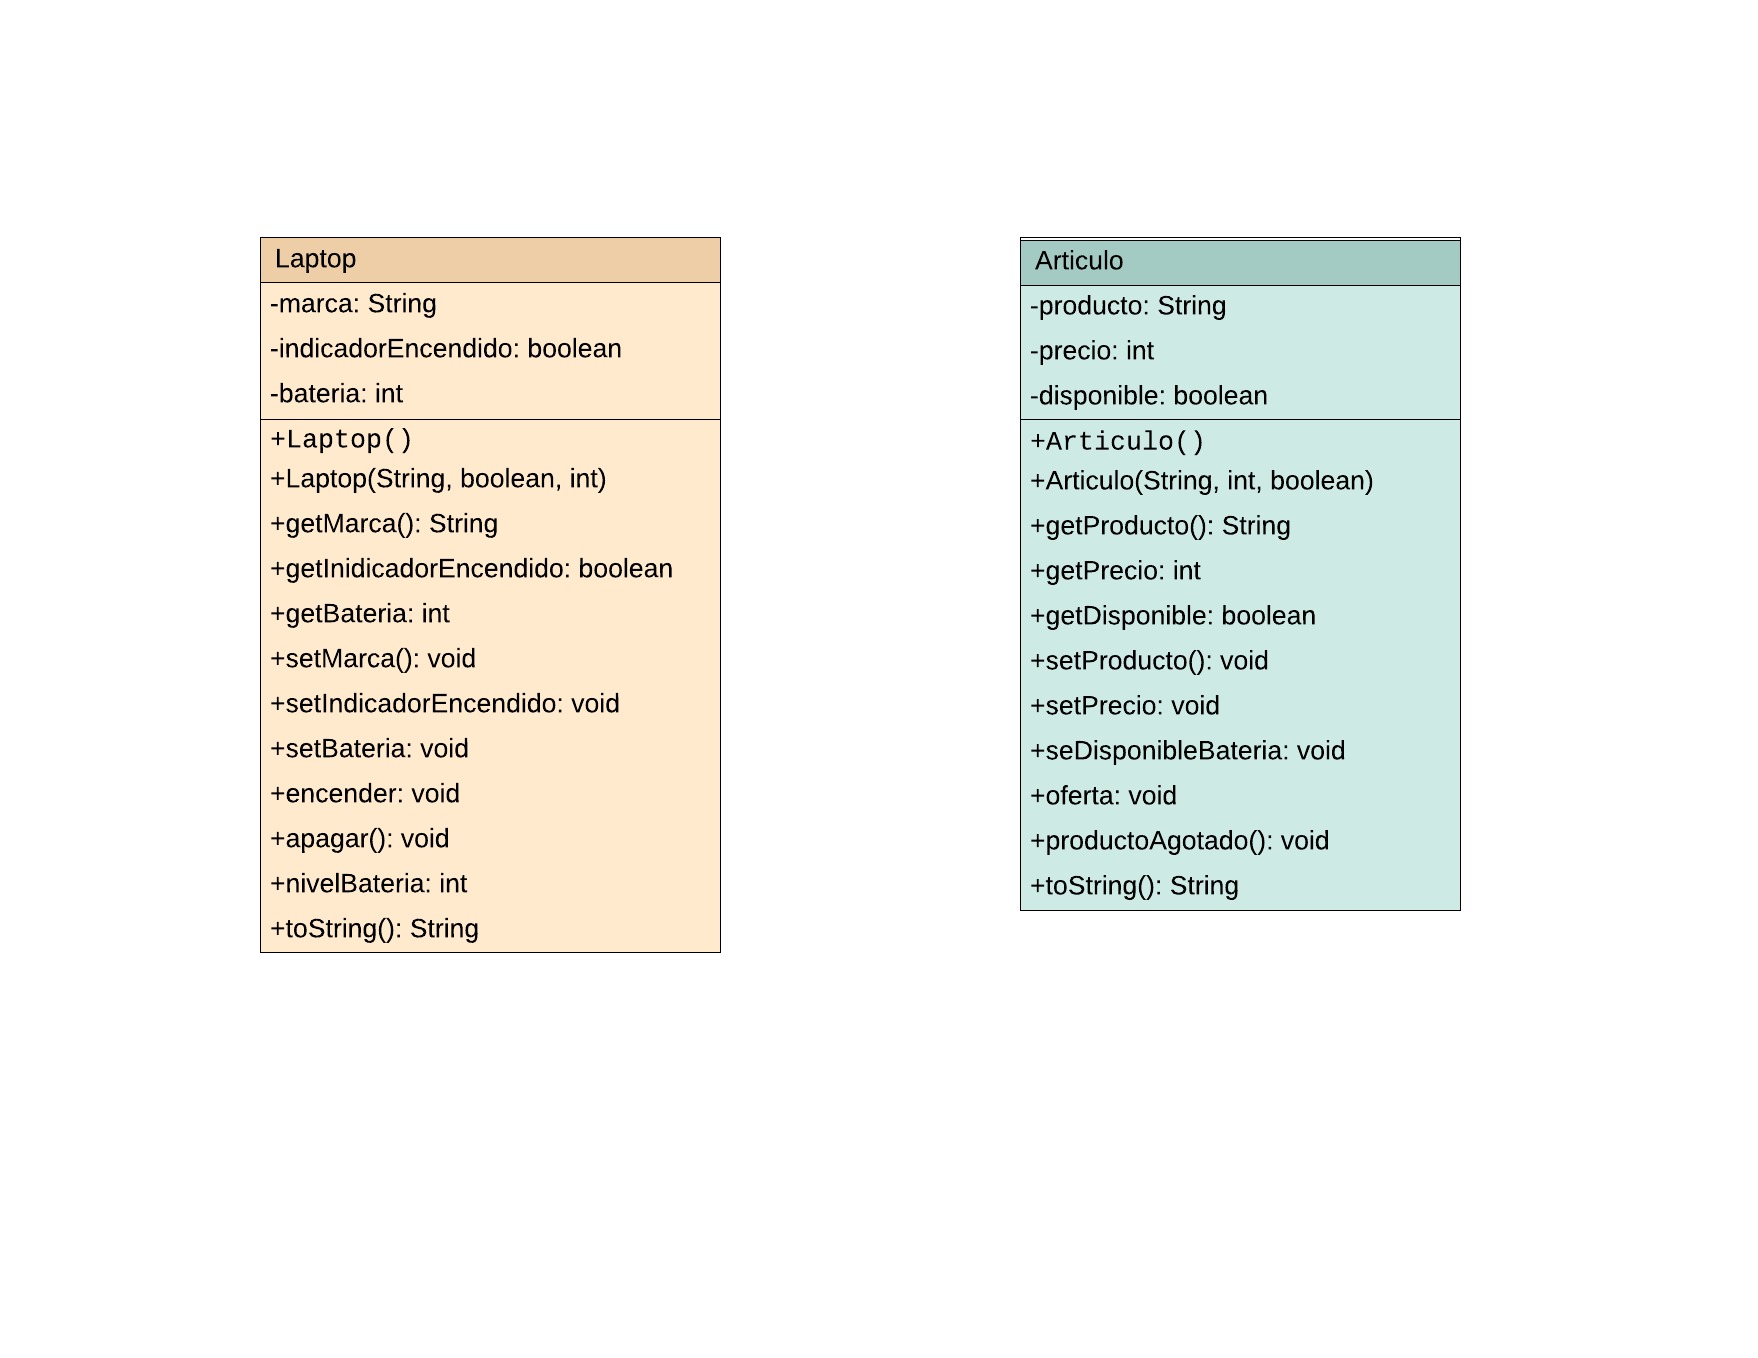 Laptop
-marca: String
-indicadorEncendido: boolean
-bateria: int
+Laptop()
+Laptop(String, boolean, int)
+getMarca(): String
+getInidicadorEncendido: boolean
+getBateria: int
+setMarca(): void
+setIndicadorEncendido: void
+setBateria: void
+encender: void
+apagar(): void
+nivelBateria: int
+toString(): String
Articulo
-producto: String
-precio: int
-disponible: boolean
+Articulo()
+Articulo(String, int, boolean)
+getProducto(): String
+getPrecio: int
+getDisponible: boolean
+setProducto(): void
+setPrecio: void
+seDisponibleBateria: void
+oferta: void
+productoAgotado(): void
+toString(): String